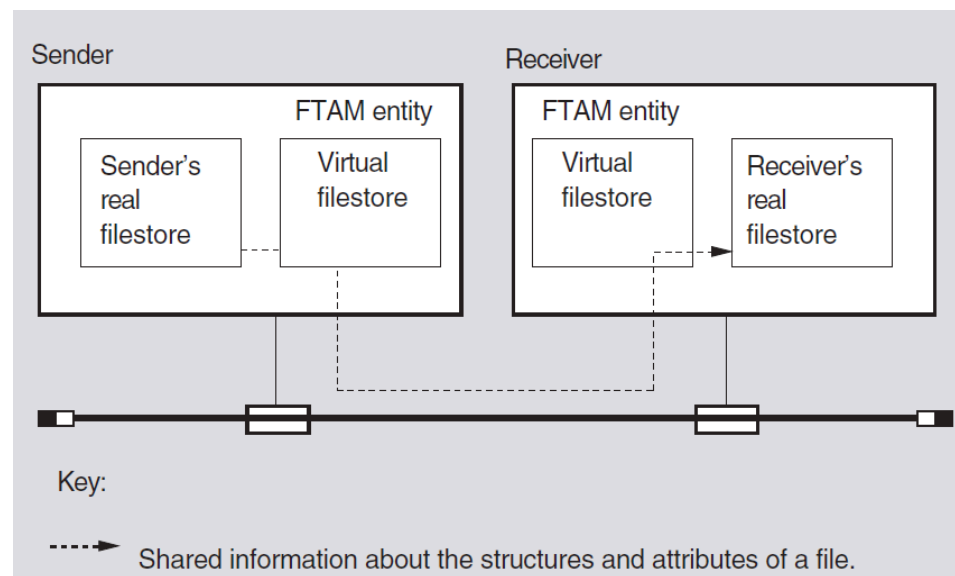 Sender
Receiver
FTAM entity
Sender's
real
filestore
Virtual
filestore
FTAM entity
Virtual
filestore
Receiver's
real
filestore
Key:
Shared information about the structures and attributes of a file.